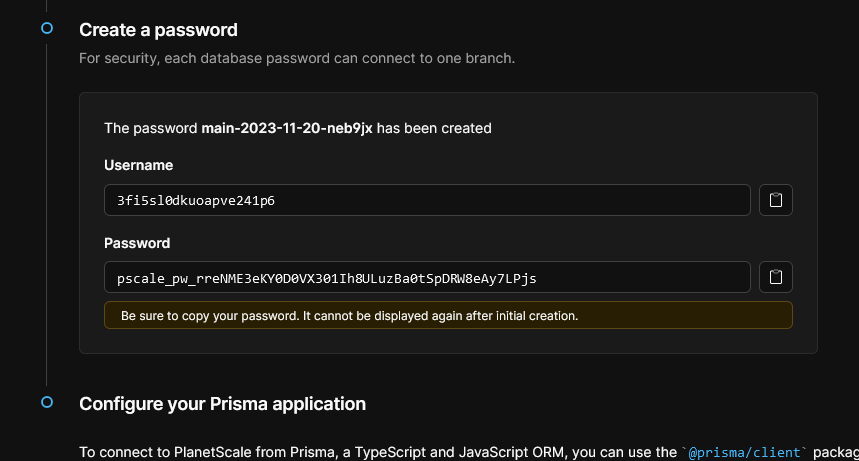 Create a password
For security, each database password can connect to one branch.
The password main-2023-11-20-neb9jx has been created
Username
3fi5sl0dkuoapve241p6
Password
pscale_pw_rreNME3eKY0D0VX301Ih8ULuzBa0tSpDRW8eAy7LPjs
Be sure to copy your password. It cannot be displayed again after initial creation.
Configure your Prisma application
To connect to PlanetScale from Prisma, a TypeScript and JavaScript ORM, you can use the `@prisma/client` packag